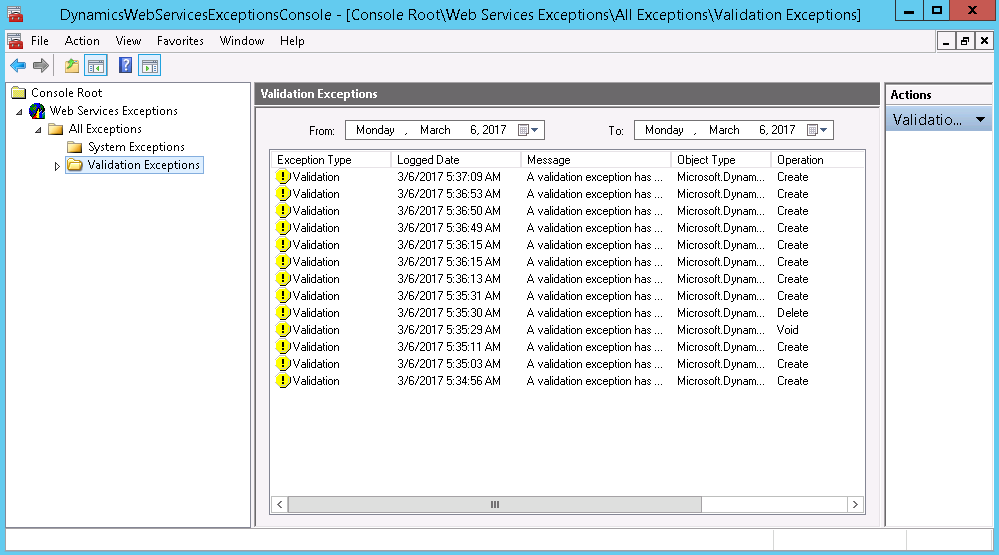 DynamicsWebServicesExceptionsConsole - [Console Root\Web Services Exceptions\All Exceptions\Validation Exceptions]
File Action View Favorites Window Help
Console Root
Web Services Exceptions
All Exceptions
System Exceptions
Validation Exceptions
Validation Exceptions
From: Monday , March 6, 2017 To: Monday , March 6, 2017
Exception Type Logged Date Message Object Type Operation
Validation 3/6/2017 5:37:09 AM A validation exception has ... Microsoft.Dynam... Create
Validation 3/6/2017 5:36:53 AM A validation exception has ... Microsoft.Dynam... Create
Validation 3/6/2017 5:36:50 AM A validation exception has ... Microsoft.Dynam... Create
Validation 3/6/2017 5:36:49 AM A validation exception has ... Microsoft.Dynam... Create
Validation 3/6/2017 5:36:15 AM A validation exception has ... Microsoft.Dynam... Create
Validation 3/6/2017 5:36:15 AM A validation exception has ... Microsoft.Dynam... Create
Validation 3/6/2017 5:36:13 AM A validation exception has ... Microsoft.Dynam... Create
Validation 3/6/2017 5:35:31 AM A validation exception has ... Microsoft.Dynam... Create
Validation 3/6/2017 5:35:30 AM A validation exception has ... Microsoft.Dynam... Delete
Validation 3/6/2017 5:35:29 AM A validation exception has ... Microsoft.Dynam... Void
Validation 3/6/2017 5:35:11 AM A validation exception has ... Microsoft.Dynam... Create
Validation 3/6/2017 5:35:03 AM A validation exception has ... Microsoft.Dynam... Create
Validation 3/6/2017 5:34:56 AM A validation exception has ... Microsoft.Dynam... Create
Actions
Validatio...